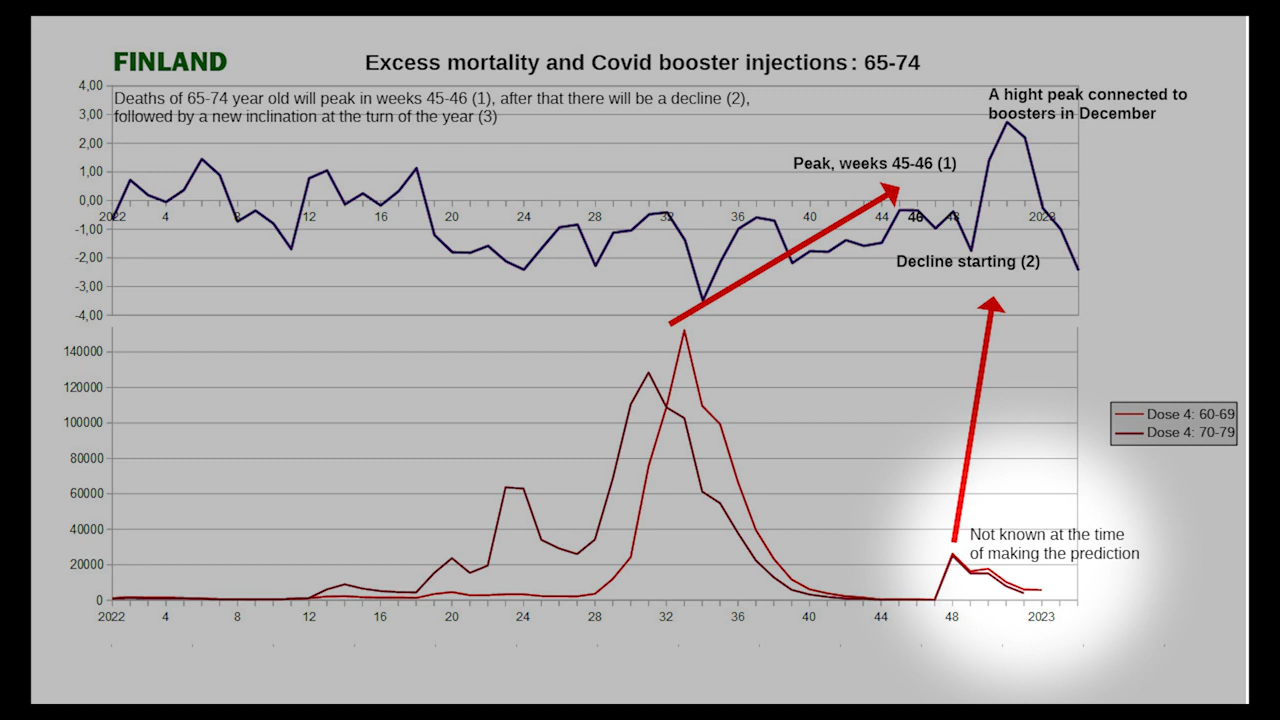 FINLAND
Excess mortality and Covid booster injections: 65-74
Deaths of 65-74 year old will peak in weeks 45-46 (1), after that there will be a decline (2),
followed by a new inclination at the turn of the year (3)
A hight peak connected to
boosters in December
Peak, weeks 45-46 (1)
Decline starting (2)
4,00
3,00
2,00
1,00
0,00
-1,00
-2,00
-3,00
-4,00
2022 4 8 12 16 20 24 28 32 36 40 44 46 48 2023
140000
120000
100000
80000
60000
40000
20000
0
Dose 4: 60-69
Dose 4: 70-79
Not known at the time
of making the prediction
2022 4 8 12 16 20 24 28 32 36 40 44 48 2023